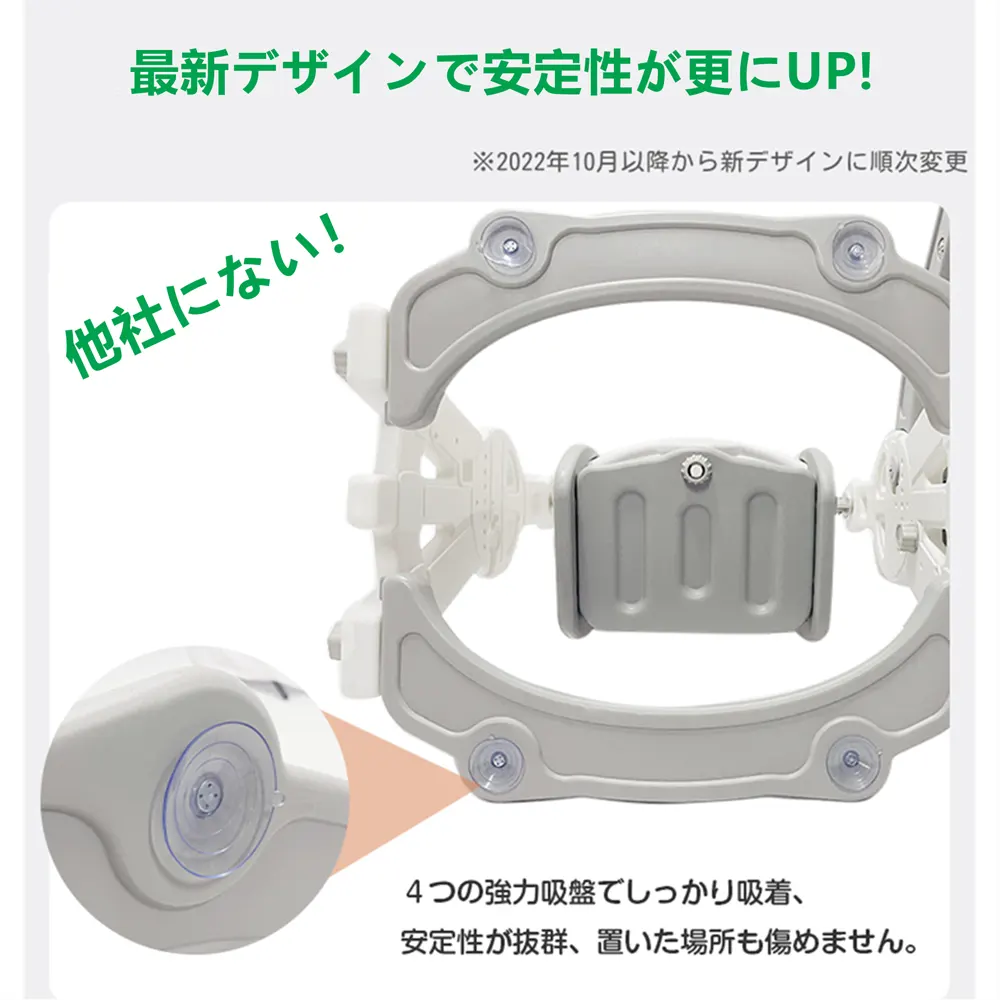 最新デザインで安定性が更にUP!
※2022年10月以降から新デザインに順次変更
他社にない!
４つの強力吸盤でしっかり吸着、
安定性が抜群、置いた場所も傷めません。